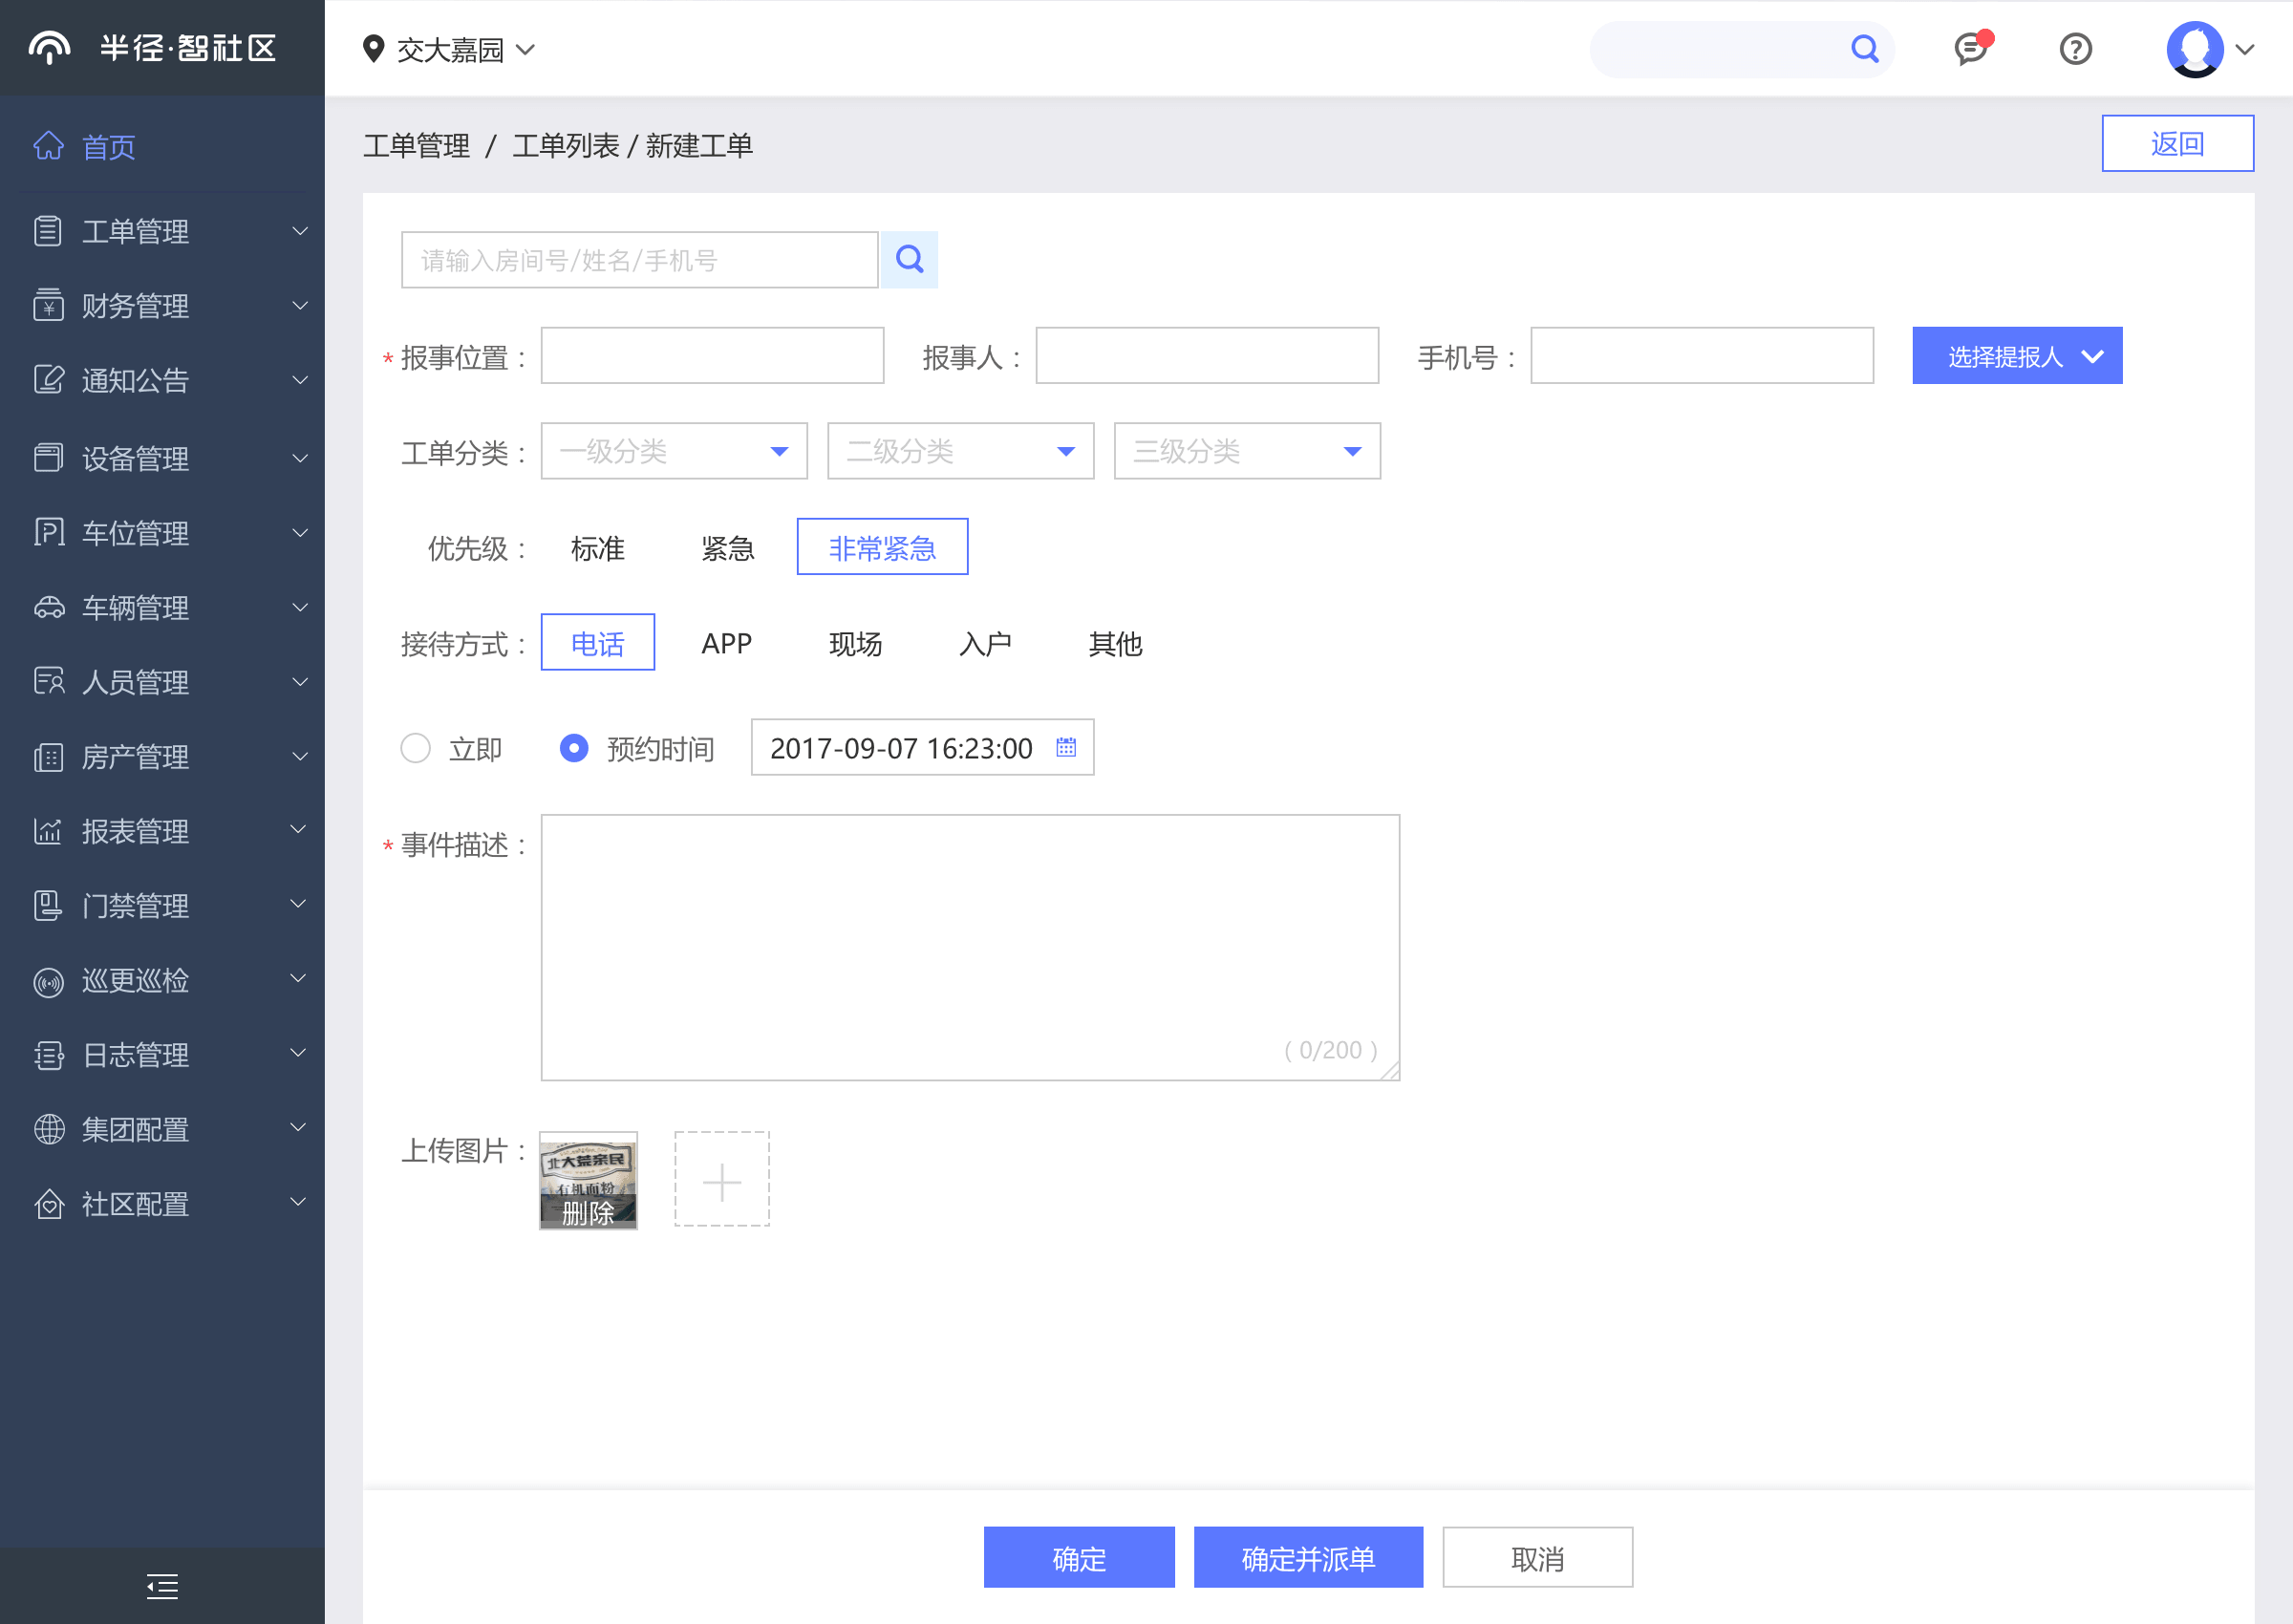 半径·智社区
交大嘉园
首页
工单管理
财务管理
通知公告
设备管理
车位管理
车辆管理
人员管理
房产管理
报表管理
门禁管理
巡更巡检
日志管理
集团配置
社区配置
工单管理 / 工单列表 / 新建工单
返回
请输入房间号/姓名/手机号
* 报事位置： 报事人： 手机号： 选择提报人
工单分类： 一级分类 二级分类 三级分类
优先级： 标准 紧急 非常紧急
接待方式： 电话 APP 现场 入户 其他
立即 预约时间 2017-09-07 16:23:00
* 事件描述：
（0/200）
上传图片：
北大荒亲民
有机面粉
删除
确定 确定并派单 取消